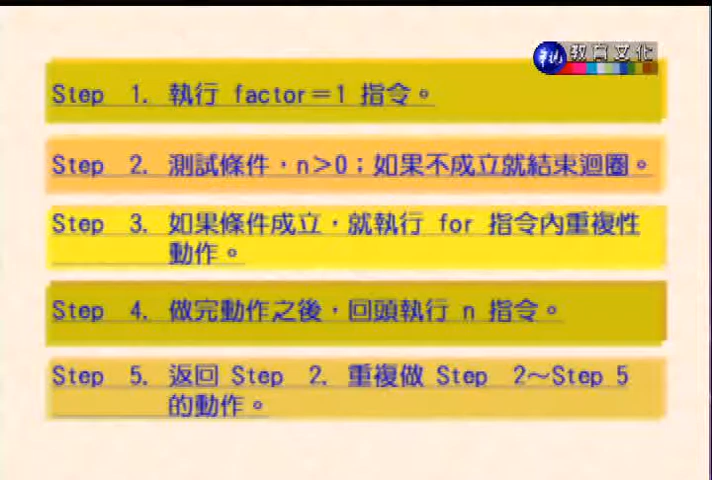 教育文化
Step 1. 執行 factor＝1 指令。
Step 2. 測試條件，n＞0；如果不成立就結束迴圈。
Step 3. 如果條件成立，就執行 for 指令內重複性
動作。
Step 4. 做完動作之後，回頭執行 n 指令。
Step 5. 返回 Step 2. 重複做 Step 2～Step 5
的動作。